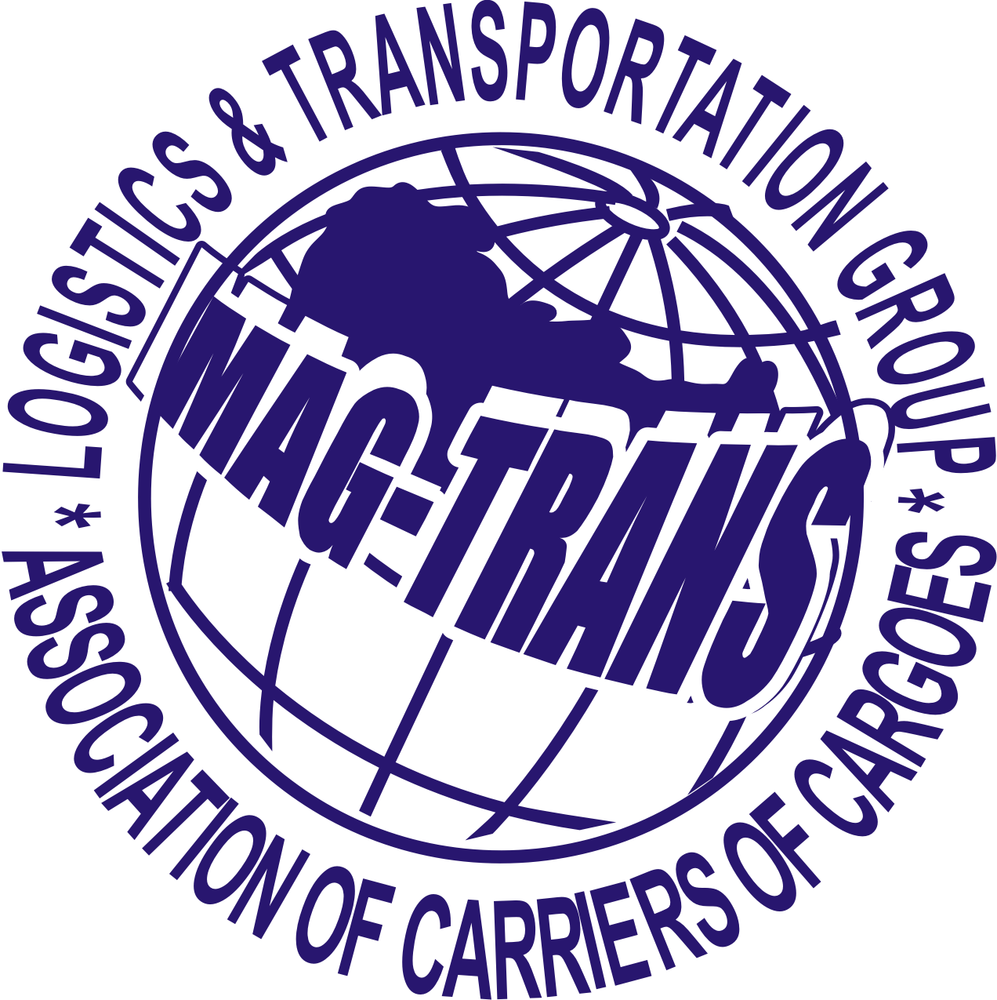 * LOGISTICS & TRANSPORTATION GROUP *
MAG-TRANS
ASSOCIATION OF CARRIERS OF CARGOES